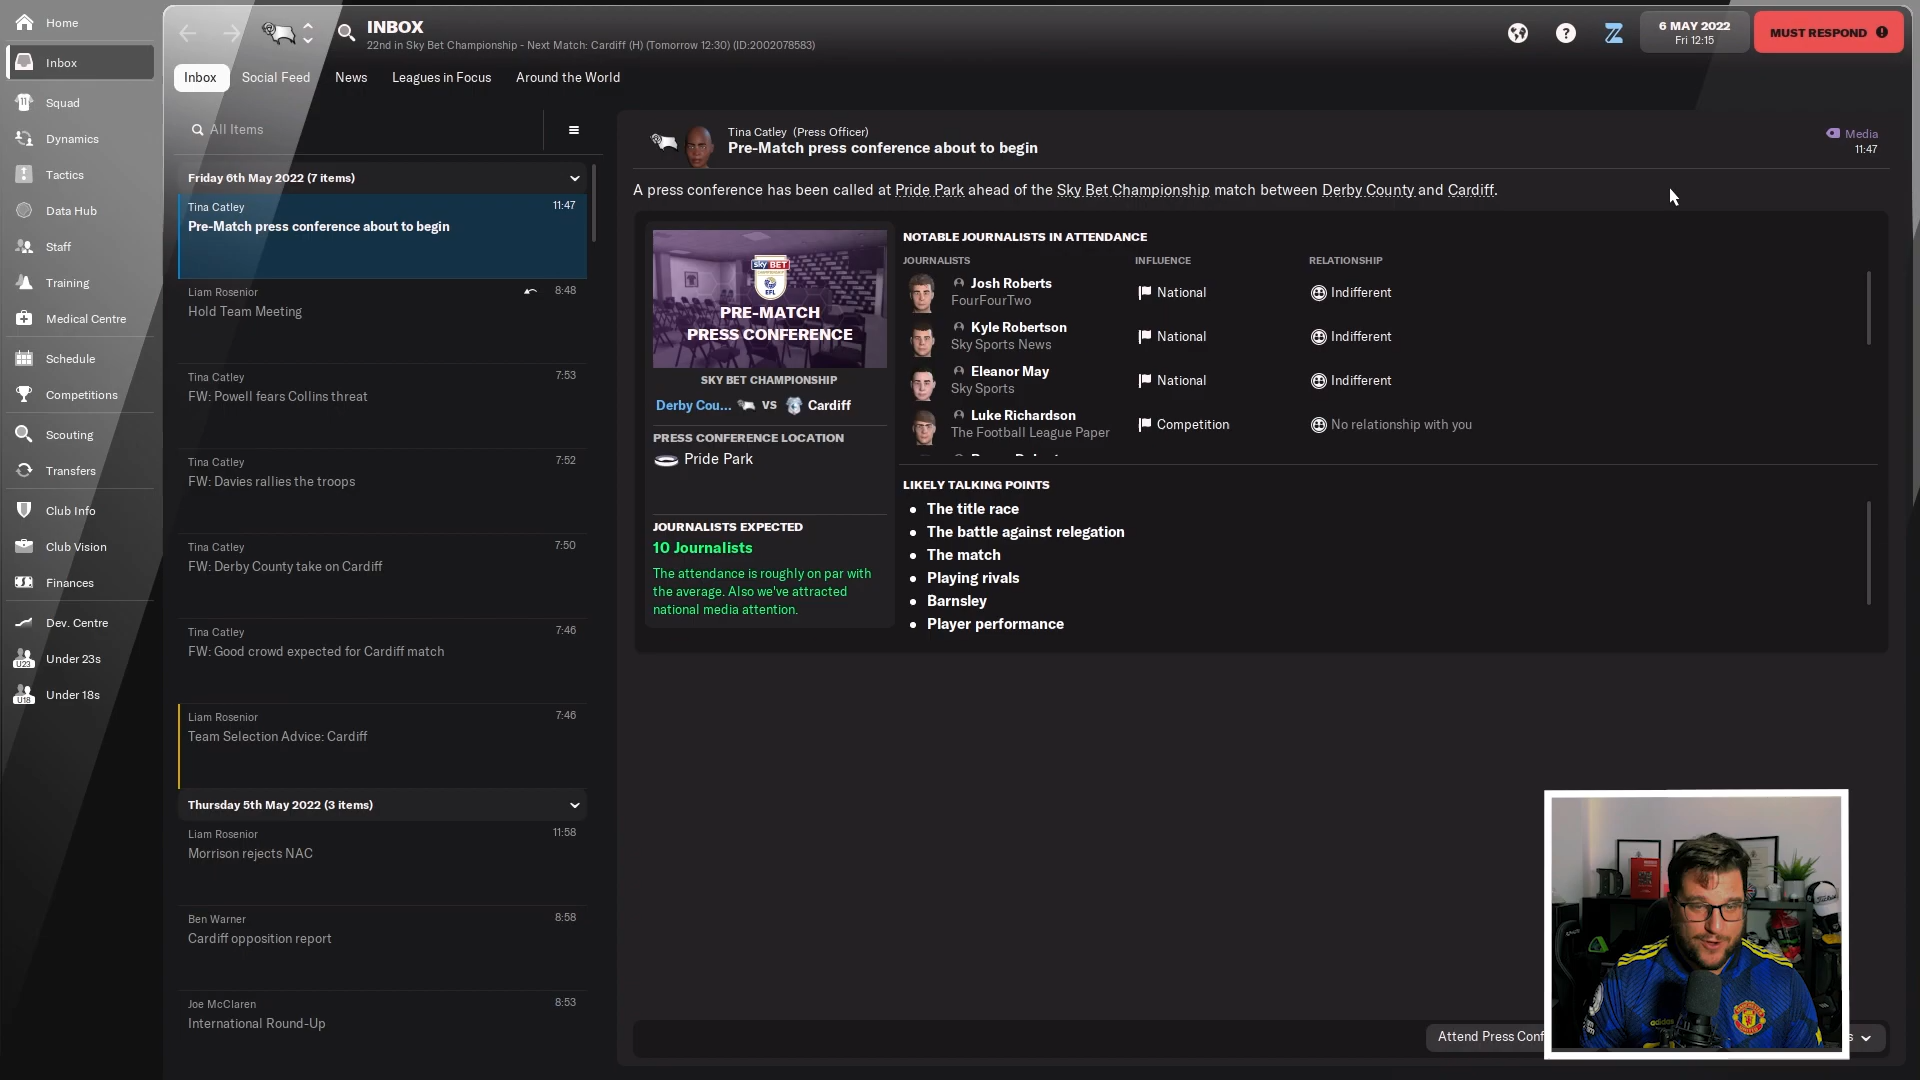 Home
Inbox
Squad
Dynamics
Tactics
Data Hub
Staff
Training
Medical Centre
Schedule
Competitions
Scouting
Transfers
Club Info
Club Vision
Finances
Dev. Centre
U23
Under 23s
U18
Under 18s
INBOX
22nd in Sky Bet Championship - Next Match: Cardiff (H) (Tomorrow 12:30) (ID:2002078583)
6 MAY 2022
Fri 12:15
MUST RESPOND
Inbox
Social Feed
News
Leagues in Focus
Around the World
All Items
Friday 6th May 2022 (7 items)
Tina Catley
11:47
Pre-Match press conference about to begin
Liam Rosenior
8:48
Hold Team Meeting
Tina Catley
7:53
FW: Powell fears Collins threat
Tina Catley
7:52
FW: Davies rallies the troops
Tina Catley
7:50
FW: Derby County take on Cardiff
Tina Catley
7:46
FW: Good crowd expected for Cardiff match
Liam Rosenior
7:46
Team Selection Advice: Cardiff
Thursday 5th May 2022 (3 items)
Liam Rosenior
11:58
Morrison rejects NAC
Ben Warner
8:58
Cardiff opposition report
Joe McClaren
8:53
International Round-Up
Tina Catley (Press Officer)
Pre-Match press conference about to begin
Media
11:47
A press conference has been called at Pride Park ahead of the Sky Bet Championship match between Derby County and Cardiff.
sky BET
EFL
PRE-MATCH
PRESS CONFERENCE
SKY BET CHAMPIONSHIP
Derby Cou... VS Cardiff
PRESS CONFERENCE LOCATION
Pride Park
JOURNALISTS EXPECTED
10 Journalists
The attendance is roughly on par with
the average. Also we've attracted
national media attention.
NOTABLE JOURNALISTS IN ATTENDANCE
JOURNALISTS INFLUENCE RELATIONSHIP
Josh Roberts
FourFourTwo
National
Indifferent
Kyle Robertson
Sky Sports News
National
Indifferent
Eleanor May
Sky Sports
National
Indifferent
Luke Richardson
The Football League Paper
Competition
No relationship with you
LIKELY TALKING POINTS
The title race
The battle against relegation
The match
Playing rivals
Barnsley
Player performance
Attend Press Conf
adidas